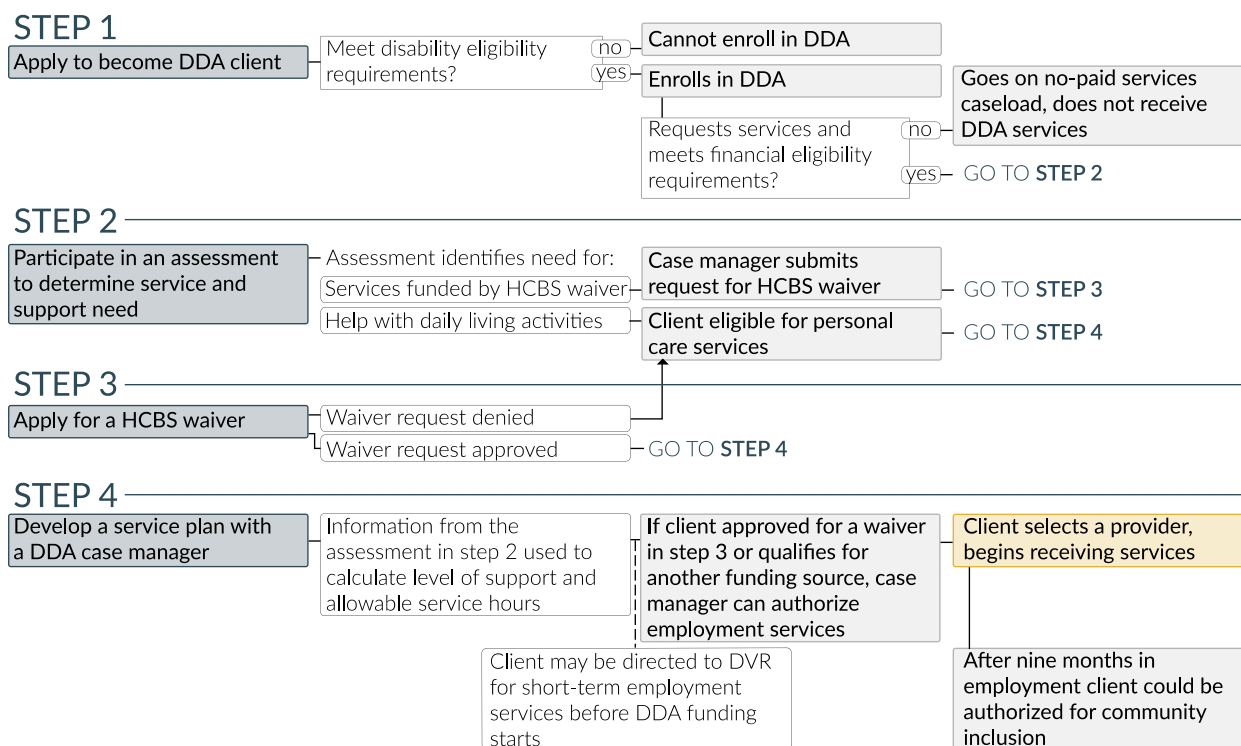 STEP 1
Apply to become DDA client
Meet disability eligibility
requirements?
no
Cannot enroll in DDA
yes
Enrolls in DDA
Requests services and
meets financial eligibility
requirements?
no
Goes on no-paid services
caseload, does not receive
DDA services
yes
GO TO STEP 2
STEP 2
Participate in an assessment
to determine service and
support need
Assessment identifies need for:
Services funded by HCBS waiver
Case manager submits
request for HCBS waiver
GO TO STEP 3
Help with daily living activities
Client eligible for personal
care services
GO TO STEP 4
STEP 3
Apply for a HCBS waiver
Waiver request denied
Waiver request approved
GO TO STEP 4
STEP 4
Develop a service plan with
a DDA case manager
Information from the
assessment in step 2 used to
calculate level of support and
allowable service hours
If client approved for a waiver
in step 3 or qualifies for
another funding source, case
manager can authorize
employment services
Client selects a provider,
begins receiving services
Client may be directed to DVR
for short-term employment
services before DDA funding
starts
After nine months in
employment client could be
authorized for community
inclusion